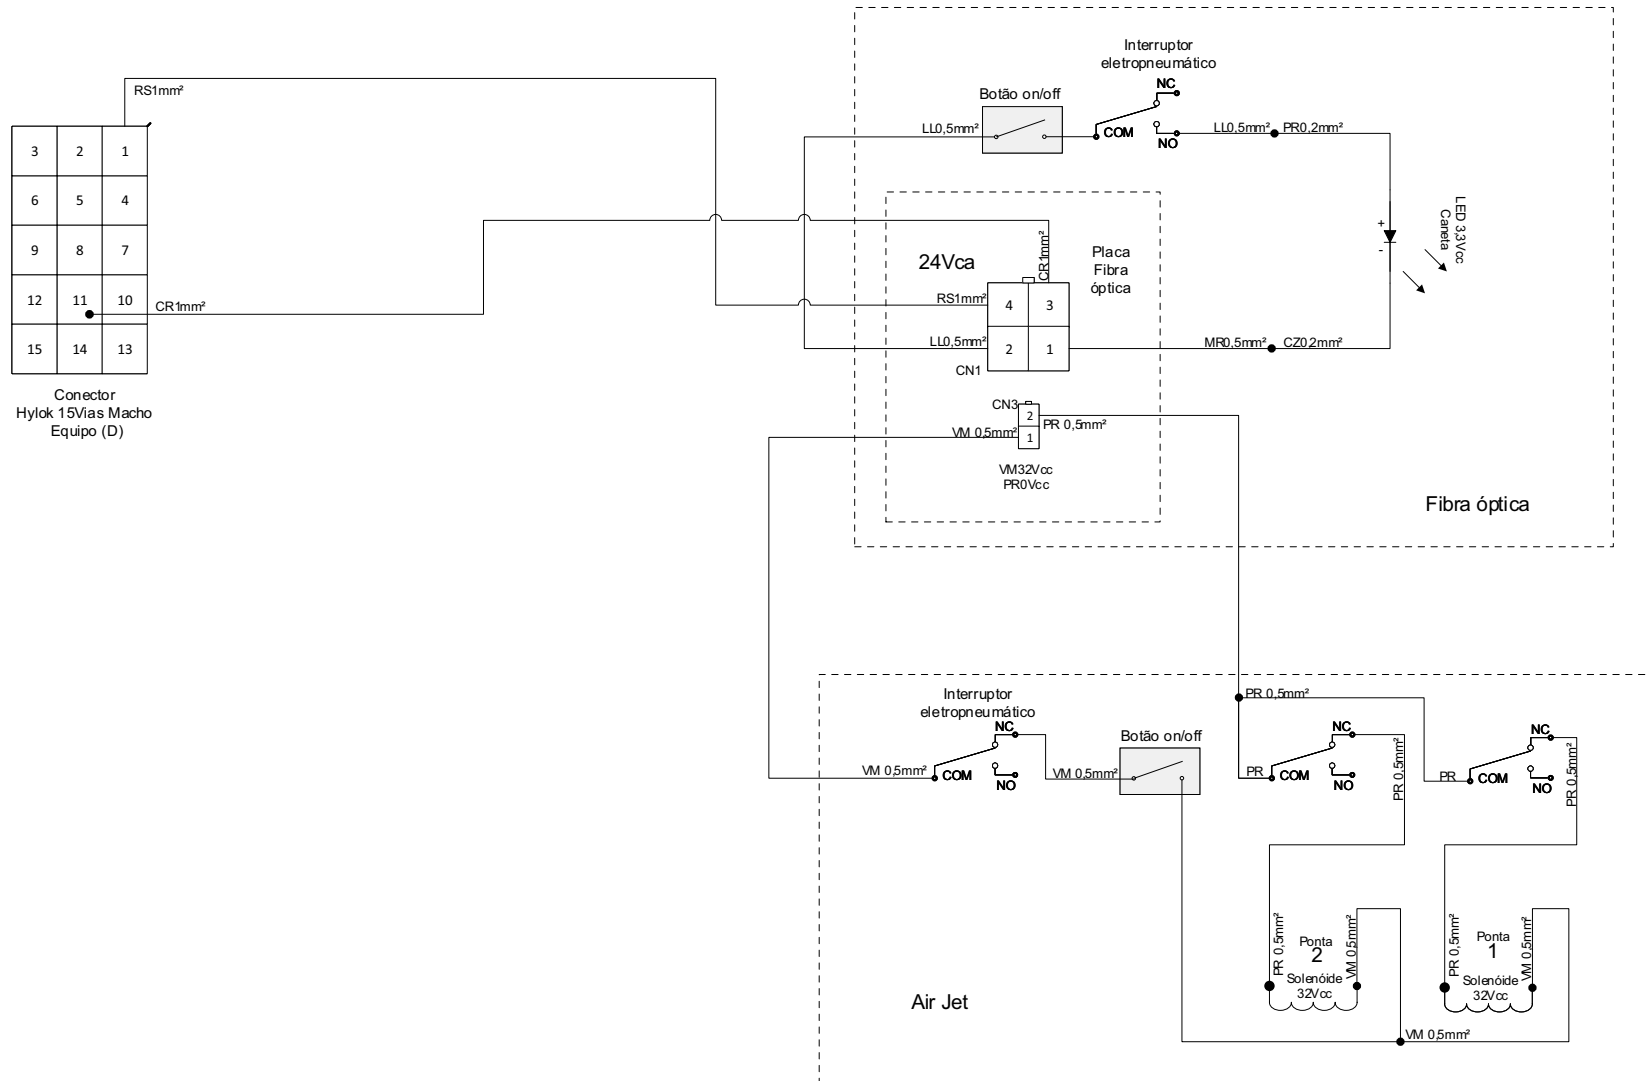 RS1mm²
3 2 1
6 5 4
9 8 7
12 11 10
15 14 13
CR1mm²
Conector
Hylok 15Vias Macho
Equipo (D)
Interruptor
eletropneumático
Botão on/off
NC
COM
NO
LL0,5mm²
LL0,5mm²
PR0,2mm²
LED 3,3Vcc
Caneta
+
-
24Vca
CR1mm²
Placa
Fibra
óptica
RS1mm²
4 3
LL0,5mm²
2 1
CN1
MR0,5mm²
CZ0,2mm²
CN3
2
PR 0,5mm²
VM 0,5mm²
1
VM32Vcc
PR0Vcc
Fibra óptica
Interruptor
eletropneumático
NC
COM
NO
VM 0,5mm²
VM 0,5mm²
Botão on/off
PR 0,5mm²
PR
COM
NC
NO
PR 0,5mm²
PR
COM
NC
NO
PR 0,5mm²
PR 0,5mm²
Ponta
2
Solenóide
32Vcc
VM 0,5mm²
PR 0,5mm²
Ponta
1
Solenóide
32Vcc
VM 0,5mm²
VM 0,5mm²
Air Jet